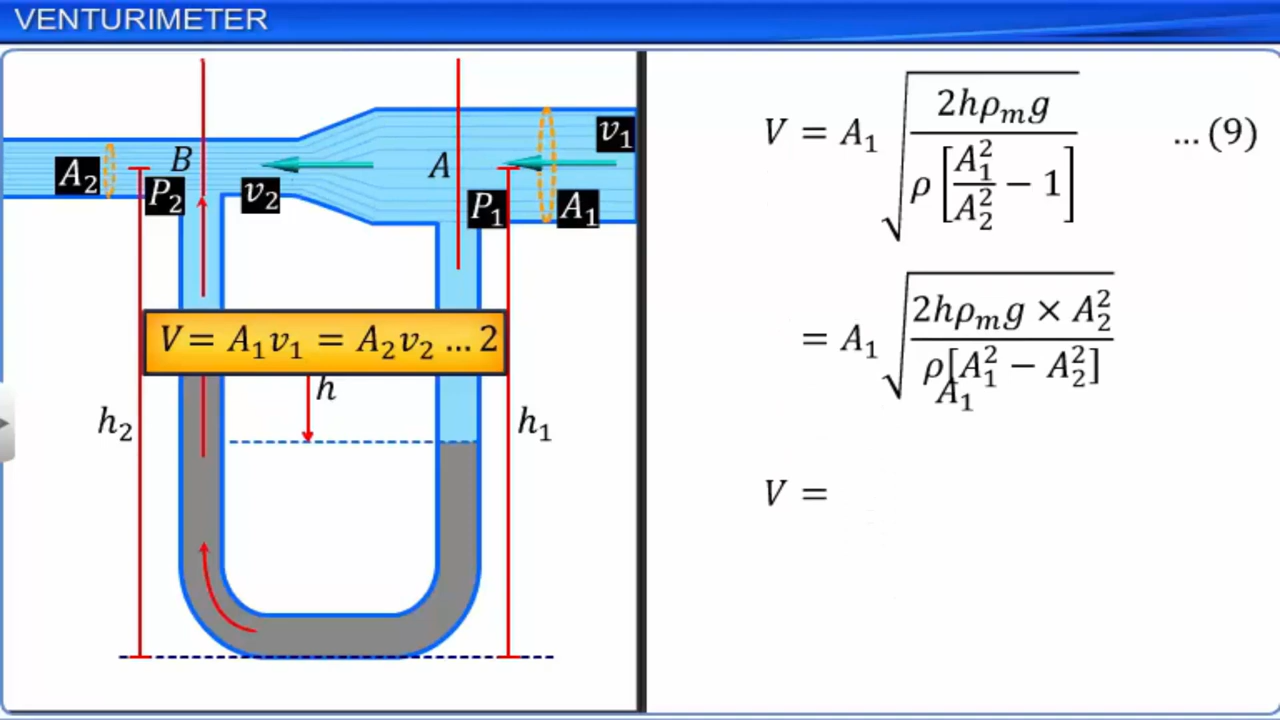 VENTURIMETER
v₁
B
A
A₂
P₂
v₂
P₁
A₁
V = A₁v₁ = A₂v₂ ... 2
h
h₂
h₁
V = A₁ √(2hρₘg / ρ[A₁²/A₂² − 1]) ... (9)
= A₁ √(2hρₘg × A₂² / ρ[A₁² − A₂²])
A₁
V =